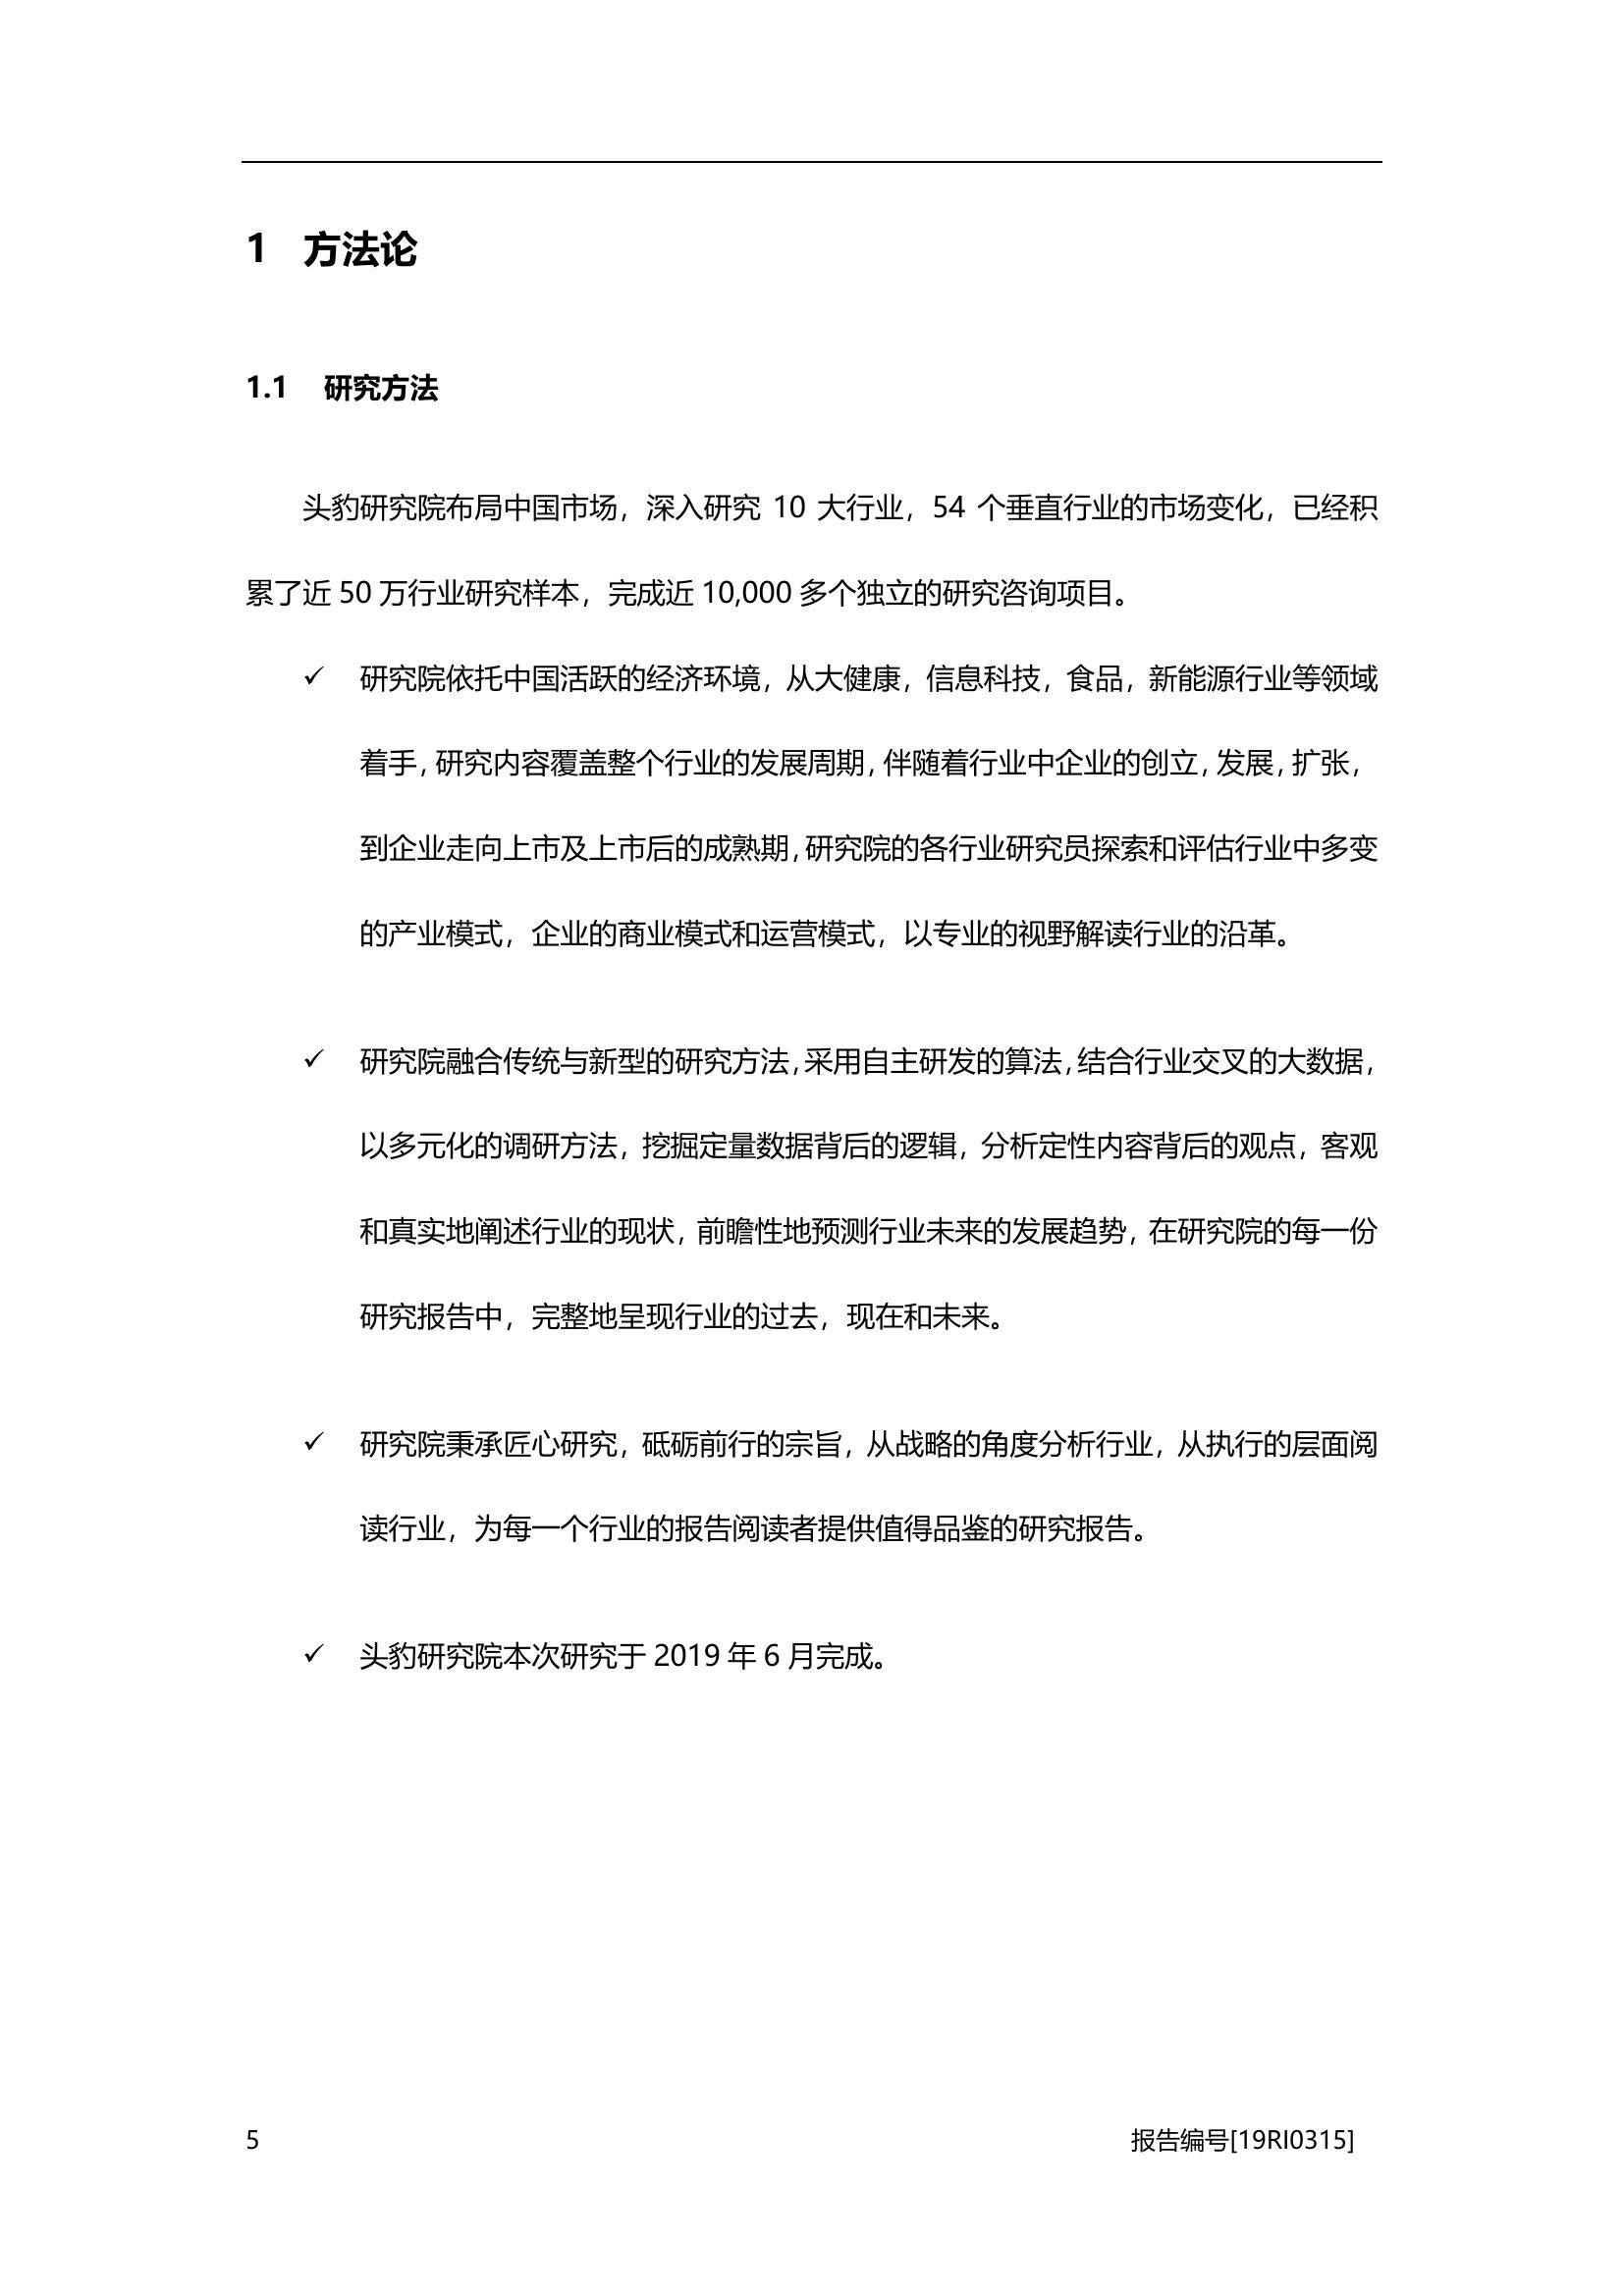 1 方法论
1.1 研究方法
头豹研究院布局中国市场，深入研究 10 大行业，54 个垂直行业的市场变化，已经积
累了近 50 万行业研究样本，完成近 10,000 多个独立的研究咨询项目。
✓ 研究院依托中国活跃的经济环境，从大健康，信息科技，食品，新能源行业等领域
着手，研究内容覆盖整个行业的发展周期，伴随着行业中企业的创立，发展，扩张，
到企业走向上市及上市后的成熟期，研究院的各行业研究员探索和评估行业中多变
的产业模式，企业的商业模式和运营模式，以专业的视野解读行业的沿革。
✓ 研究院融合传统与新型的研究方法，采用自主研发的算法，结合行业交叉的大数据，
以多元化的调研方法，挖掘定量数据背后的逻辑，分析定性内容背后的观点，客观
和真实地阐述行业的现状，前瞻性地预测行业未来的发展趋势，在研究院的每一份
研究报告中，完整地呈现行业的过去，现在和未来。
✓ 研究院秉承匠心研究，砥砺前行的宗旨，从战略的角度分析行业，从执行的层面阅
读行业，为每一个行业的报告阅读者提供值得品鉴的研究报告。
✓ 头豹研究院本次研究于 2019 年 6 月完成。
5 报告编号[19RI0315]